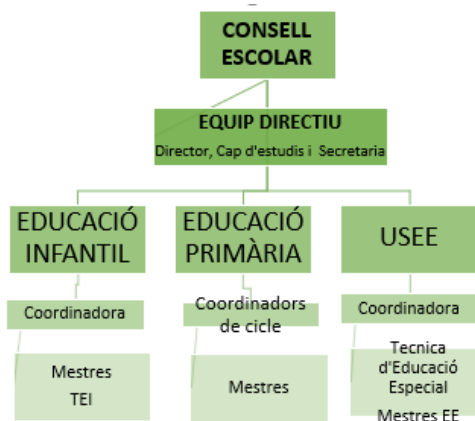 CONSELL
ESCOLAR
EQUIP DIRECTIU
Director, Cap d'estudis i Secretaria
EDUCACIÓ
INFANTIL
EDUCACIÓ
PRIMÀRIA
USEE
Coordinadora
Coordinadors
de cicle
Coordinadora
Mestres
TEI
Mestres
Tecnica
d'Educació
Especial
Mestres EE